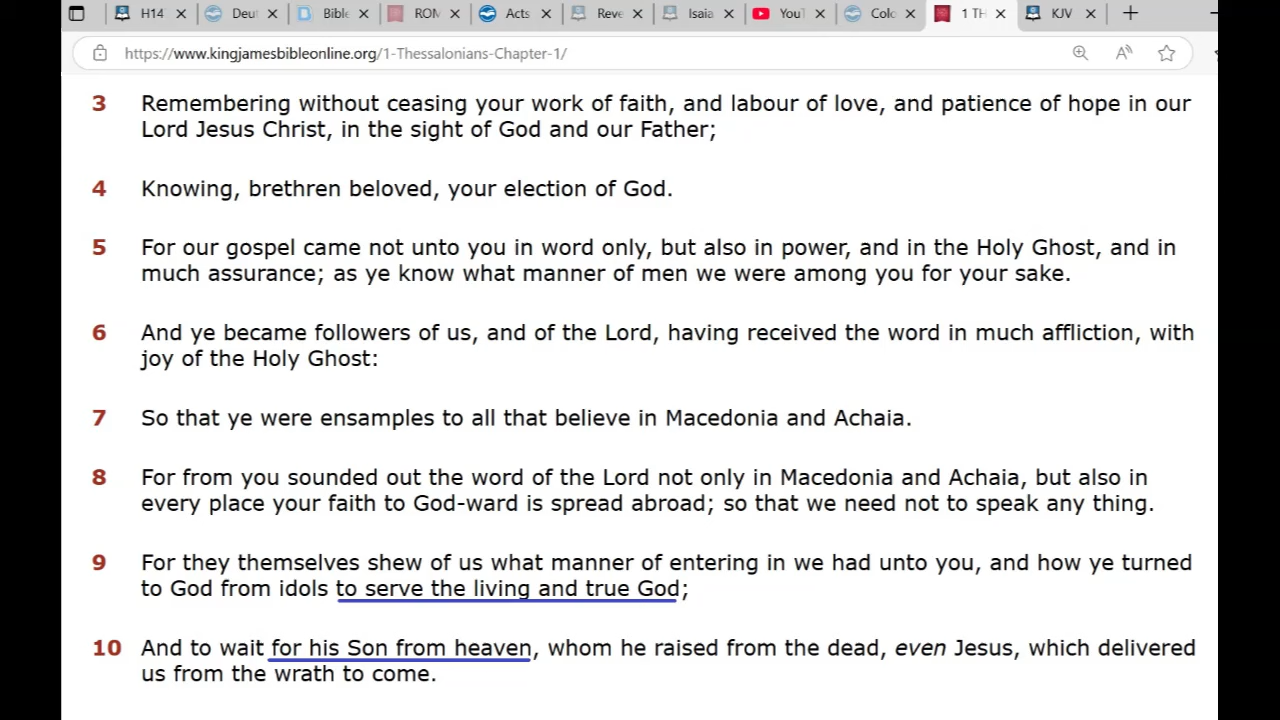 H14 Deut Bible ROM Acts Reve Isaia YouT Colo 1 TH KJV
https://www.kingjamesbibleonline.org/1-Thessalonians-Chapter-1/
3 Remembering without ceasing your work of faith, and labour of love, and patience of hope in our
Lord Jesus Christ, in the sight of God and our Father;
4 Knowing, brethren beloved, your election of God.
5 For our gospel came not unto you in word only, but also in power, and in the Holy Ghost, and in
much assurance; as ye know what manner of men we were among you for your sake.
6 And ye became followers of us, and of the Lord, having received the word in much affliction, with
joy of the Holy Ghost:
7 So that ye were ensamples to all that believe in Macedonia and Achaia.
8 For from you sounded out the word of the Lord not only in Macedonia and Achaia, but also in
every place your faith to God-ward is spread abroad; so that we need not to speak any thing.
9 For they themselves shew of us what manner of entering in we had unto you, and how ye turned
to God from idols to serve the living and true God;
10 And to wait for his Son from heaven, whom he raised from the dead, even Jesus, which delivered
us from the wrath to come.